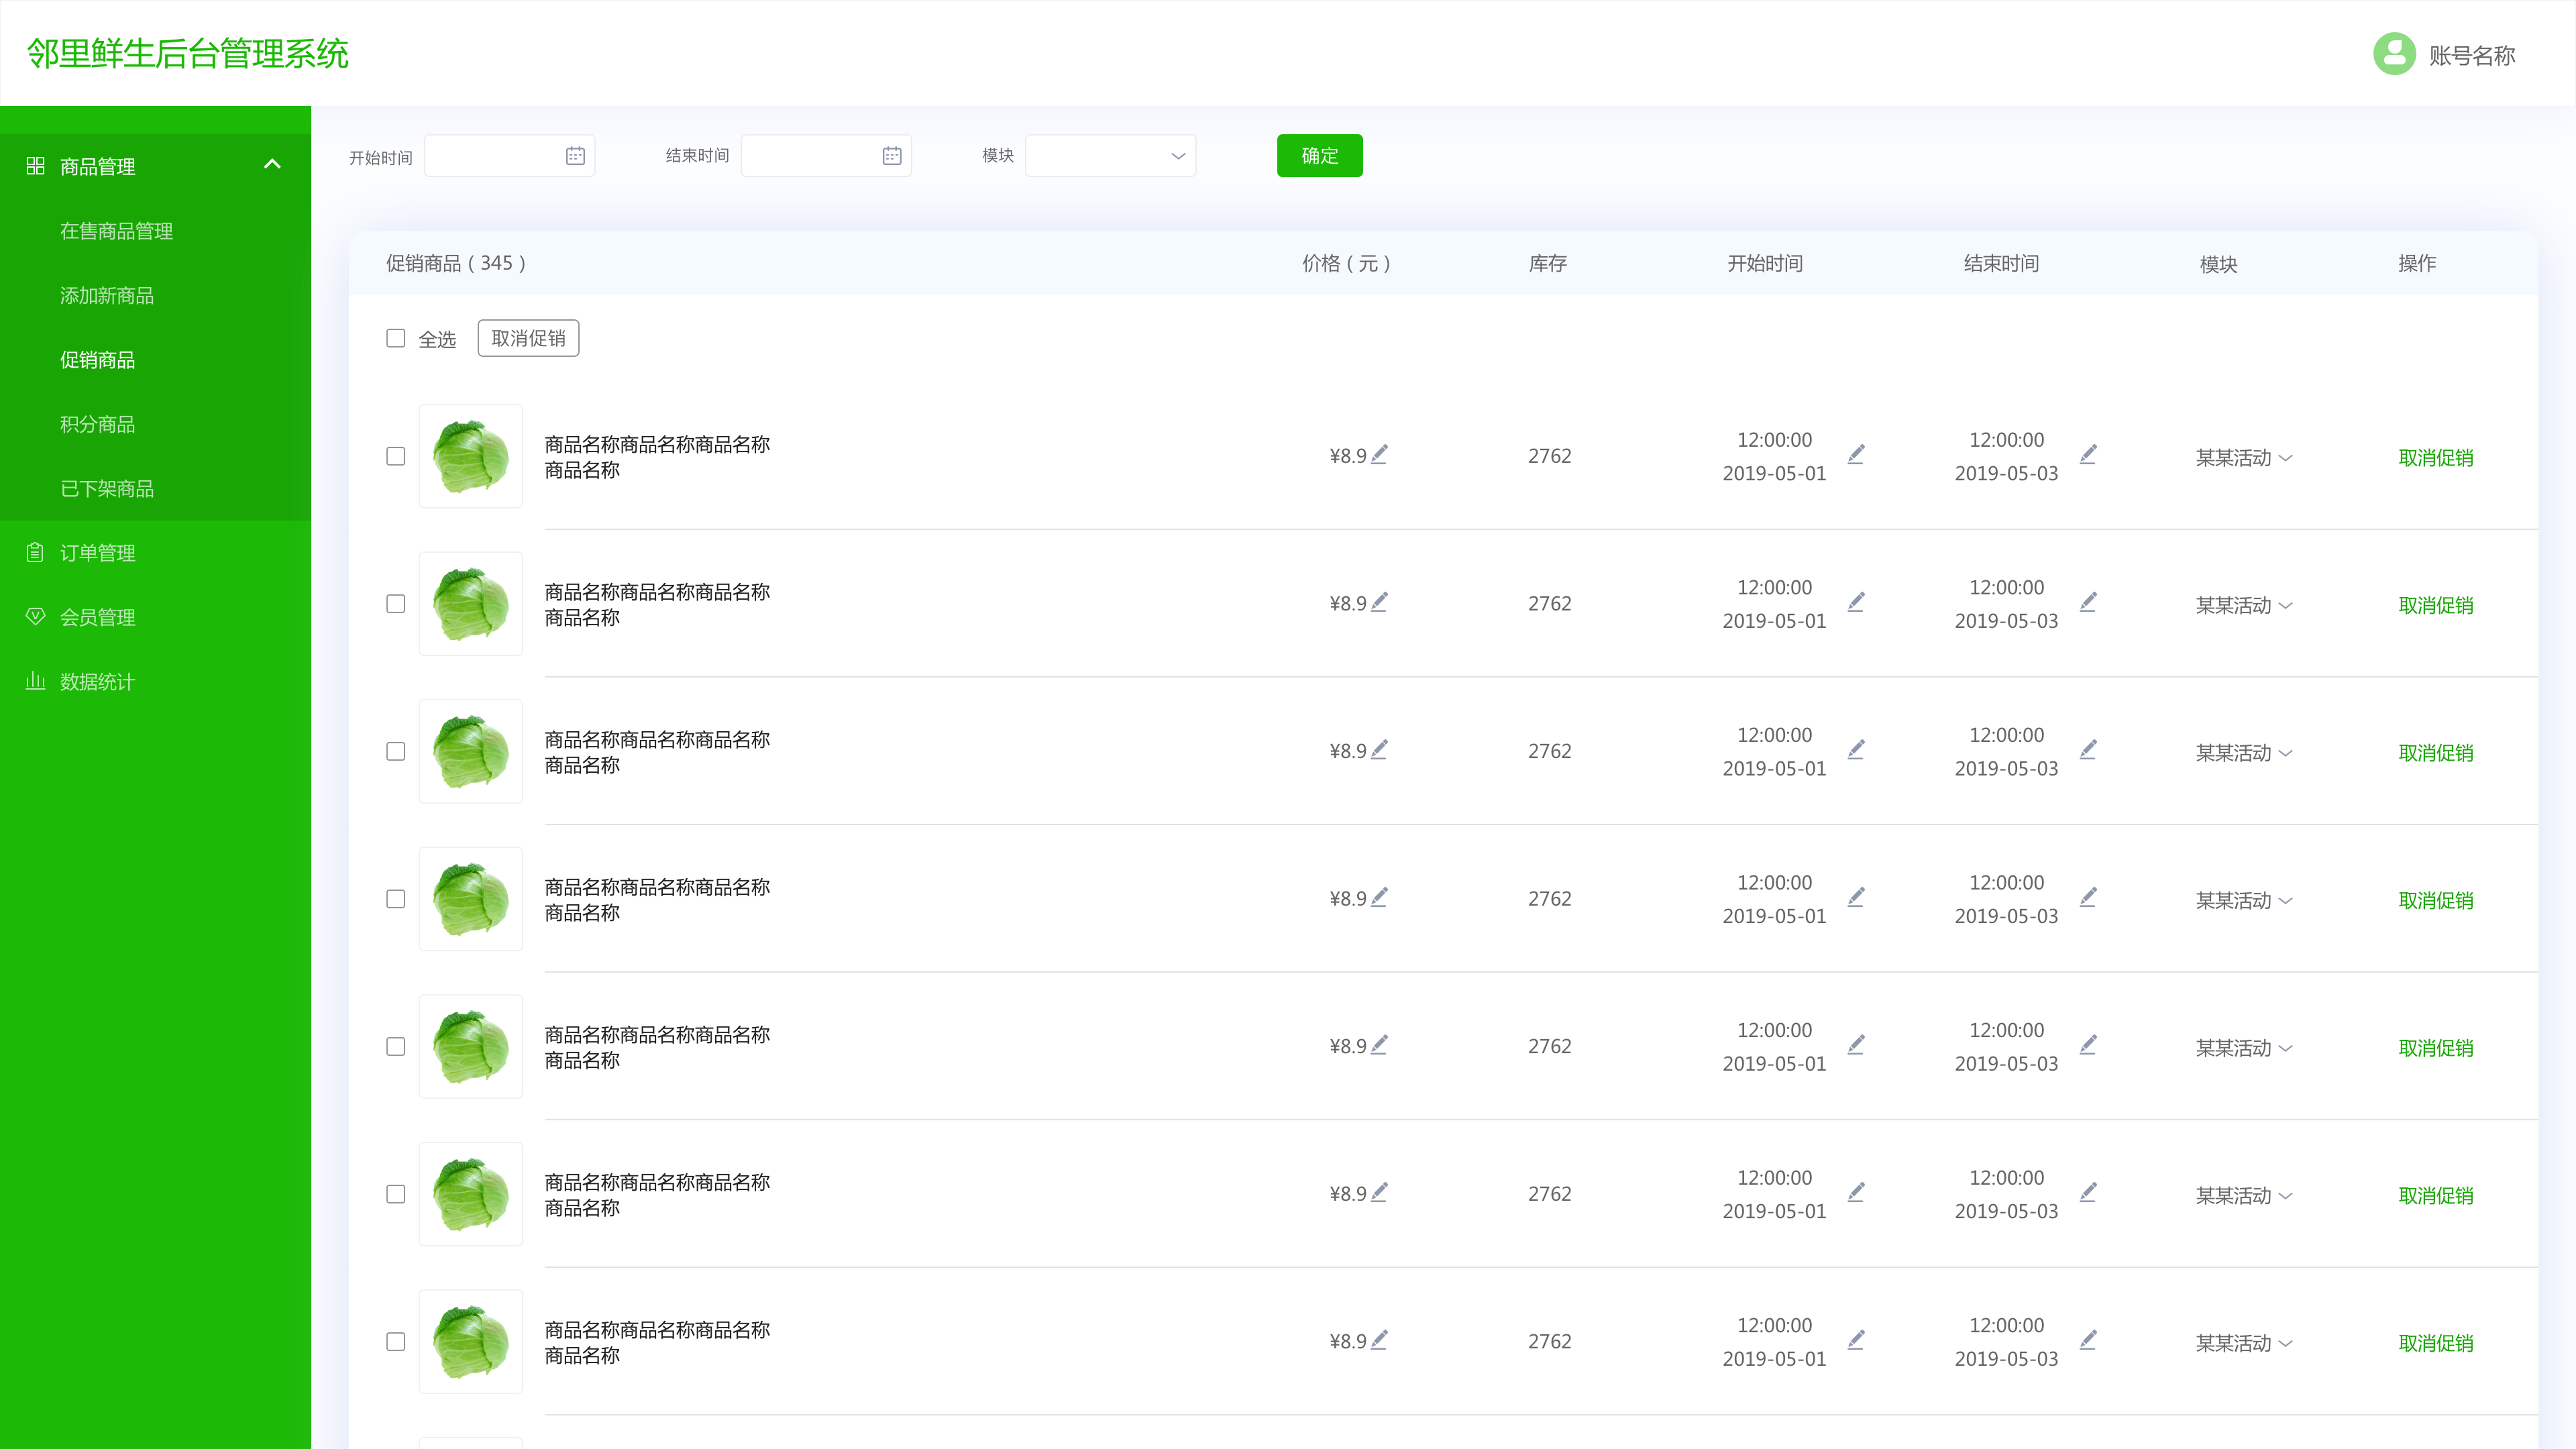 邻里鲜生后台管理系统
账号名称
商品管理
在售商品管理
添加新商品
促销商品
积分商品
已下架商品
订单管理
会员管理
数据统计
开始时间
结束时间
模块
确定
促销商品（345） 价格（元） 库存 开始时间 结束时间 模块 操作
全选 取消促销
商品名称商品名称商品名称
商品名称
¥8.9 2762
12:00:00
2019-05-01
12:00:00
2019-05-03
某某活动 取消促销
商品名称商品名称商品名称
商品名称
¥8.9 2762
12:00:00
2019-05-01
12:00:00
2019-05-03
某某活动 取消促销
商品名称商品名称商品名称
商品名称
¥8.9 2762
12:00:00
2019-05-01
12:00:00
2019-05-03
某某活动 取消促销
商品名称商品名称商品名称
商品名称
¥8.9 2762
12:00:00
2019-05-01
12:00:00
2019-05-03
某某活动 取消促销
商品名称商品名称商品名称
商品名称
¥8.9 2762
12:00:00
2019-05-01
12:00:00
2019-05-03
某某活动 取消促销
商品名称商品名称商品名称
商品名称
¥8.9 2762
12:00:00
2019-05-01
12:00:00
2019-05-03
某某活动 取消促销
商品名称商品名称商品名称
商品名称
¥8.9 2762
12:00:00
2019-05-01
12:00:00
2019-05-03
某某活动 取消促销